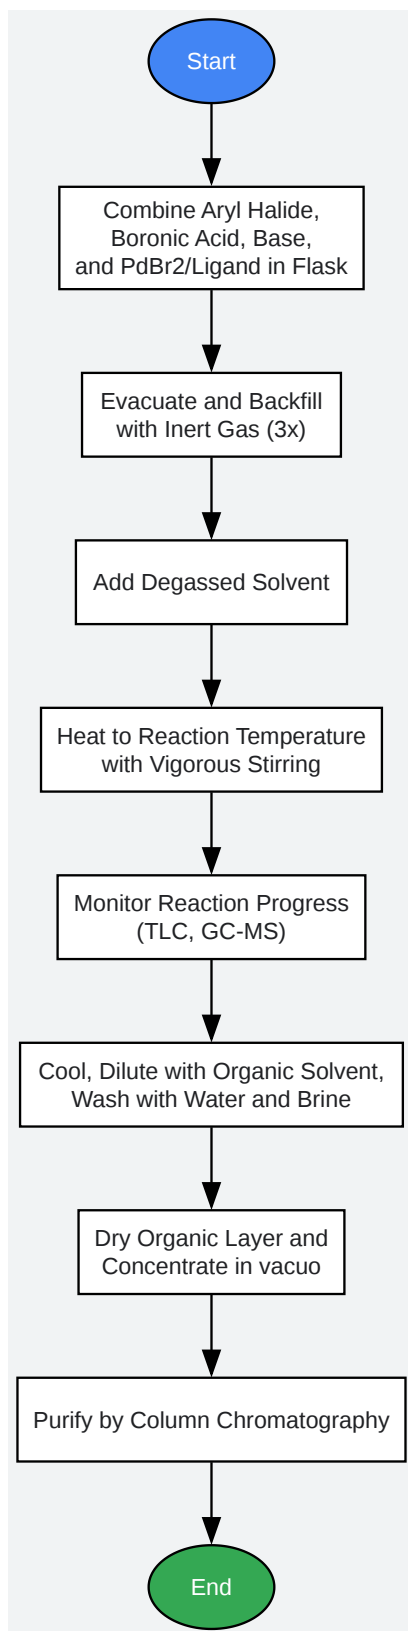 Start
Combine Aryl Halide,
Boronic Acid, Base,
and PdBr2/Ligand in Flask
Evacuate and Backfill
with Inert Gas (3x)
Add Degassed Solvent
Heat to Reaction Temperature
with Vigorous Stirring
Monitor Reaction Progress
(TLC, GC-MS)
Cool, Dilute with Organic Solvent,
Wash with Water and Brine
Dry Organic Layer and
Concentrate in vacuo
Purify by Column Chromatography
End